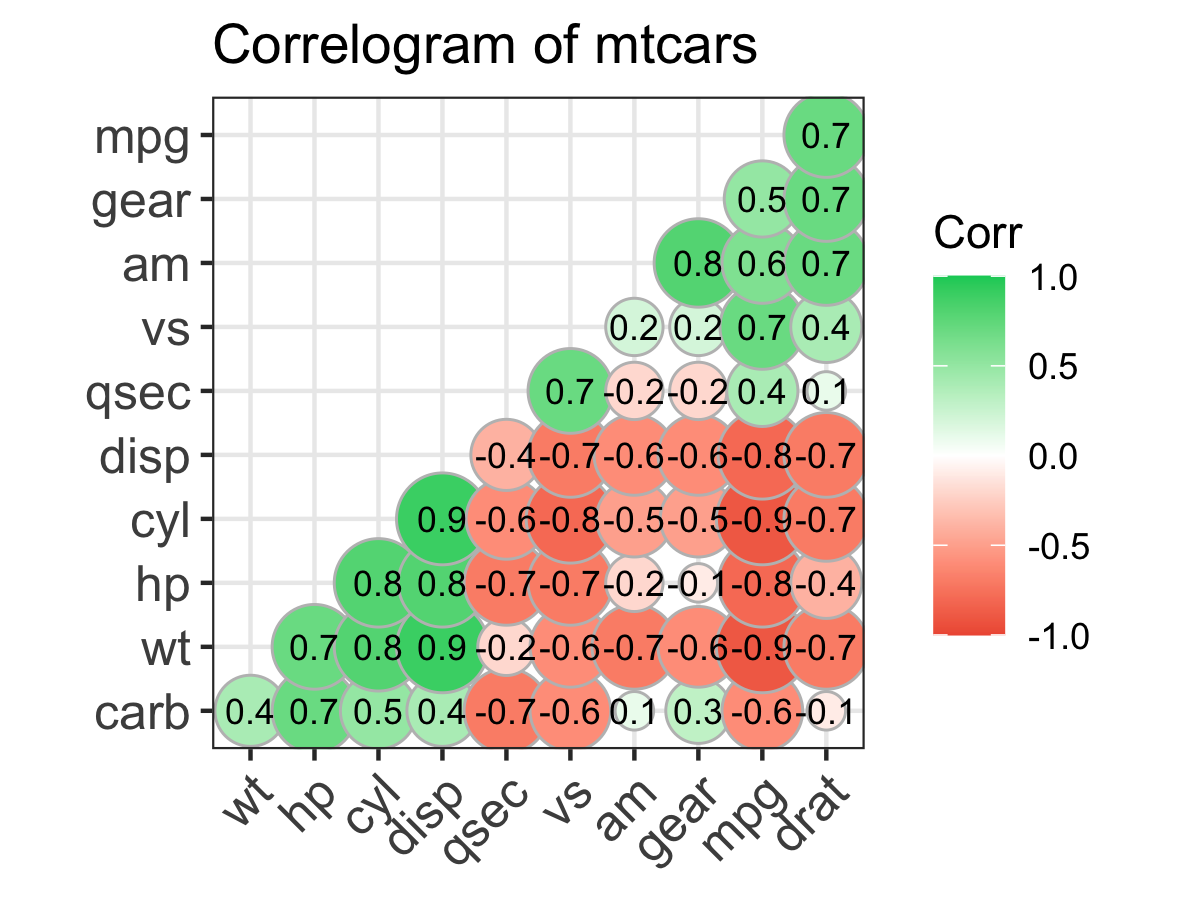 Correlogram of mtcars
mpg 0.7
gear 0.5 0.7
am 0.8 0.6 0.7
vs 0.2 0.2 0.7 0.4
qsec 0.7 -0.2 -0.2 0.4 0.1
disp -0.4 -0.7 -0.6 -0.6 -0.8 -0.7
cyl 0.9 -0.6 -0.8 -0.5 -0.5 -0.9 -0.7
hp 0.8 0.8 -0.7 -0.7 -0.2 -0.1 -0.8 -0.4
wt 0.7 0.8 0.9 -0.2 -0.6 -0.7 -0.6 -0.9 -0.7
carb 0.4 0.7 0.5 0.4 -0.7 -0.6 0.1 0.3 -0.6 -0.1
wt hp cyl disp qsec vs am gear mpg drat
Corr
1.0
0.5
0.0
-0.5
-1.0